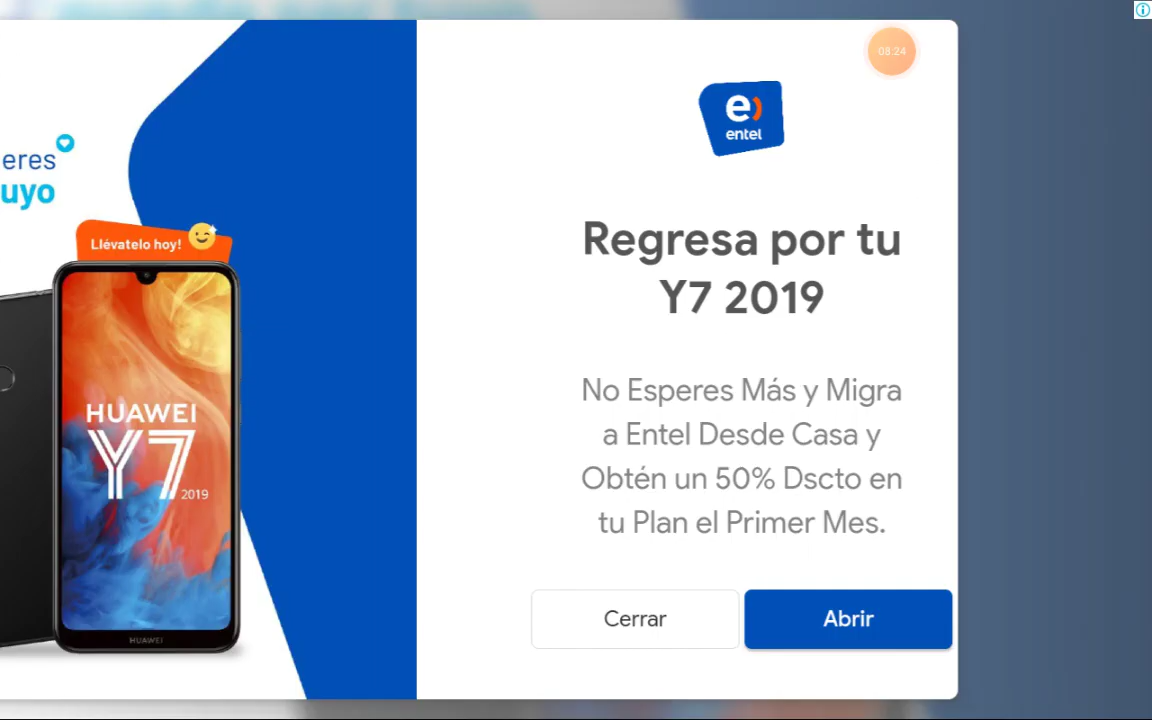 eres
uyo
Llévatelo hoy!
HUAWEI
Y7
2019
HUAWEI
08:24
e)
entel
Regresa por tu
Y7 2019
No Esperes Más y Migra
a Entel Desde Casa y
Obtén un 50% Dscto en
tu Plan el Primer Mes.
Cerrar
Abrir